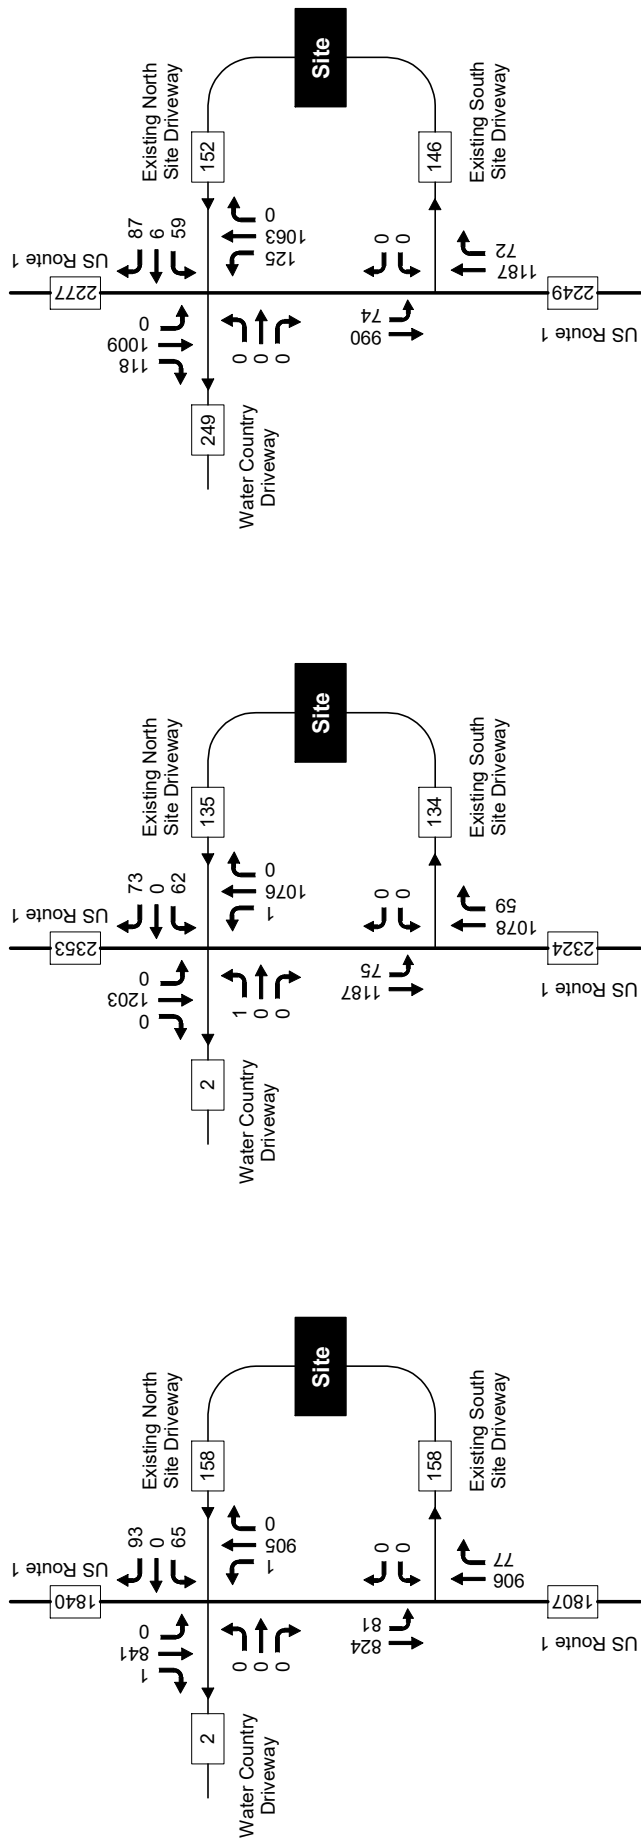 Site
Existing North
Site Driveway
152
Existing South
Site Driveway
146
US Route 1
2277
87
6
59
0
1063
125
0
1009
118
0
0
0
249
Water Country
Driveway
0
0
74
990
72
1187
2249
US Route 1
Site
Existing North
Site Driveway
135
Existing South
Site Driveway
134
US Route 1
2353
73
0
62
0
1076
1
0
1203
0
1
0
0
2
Water Country
Driveway
0
0
75
1187
59
1078
2324
US Route 1
Site
Existing North
Site Driveway
158
Existing South
Site Driveway
158
US Route 1
1840
93
0
65
0
905
1
0
841
1
0
0
0
2
Water Country
Driveway
0
0
81
824
77
906
1807
US Route 1